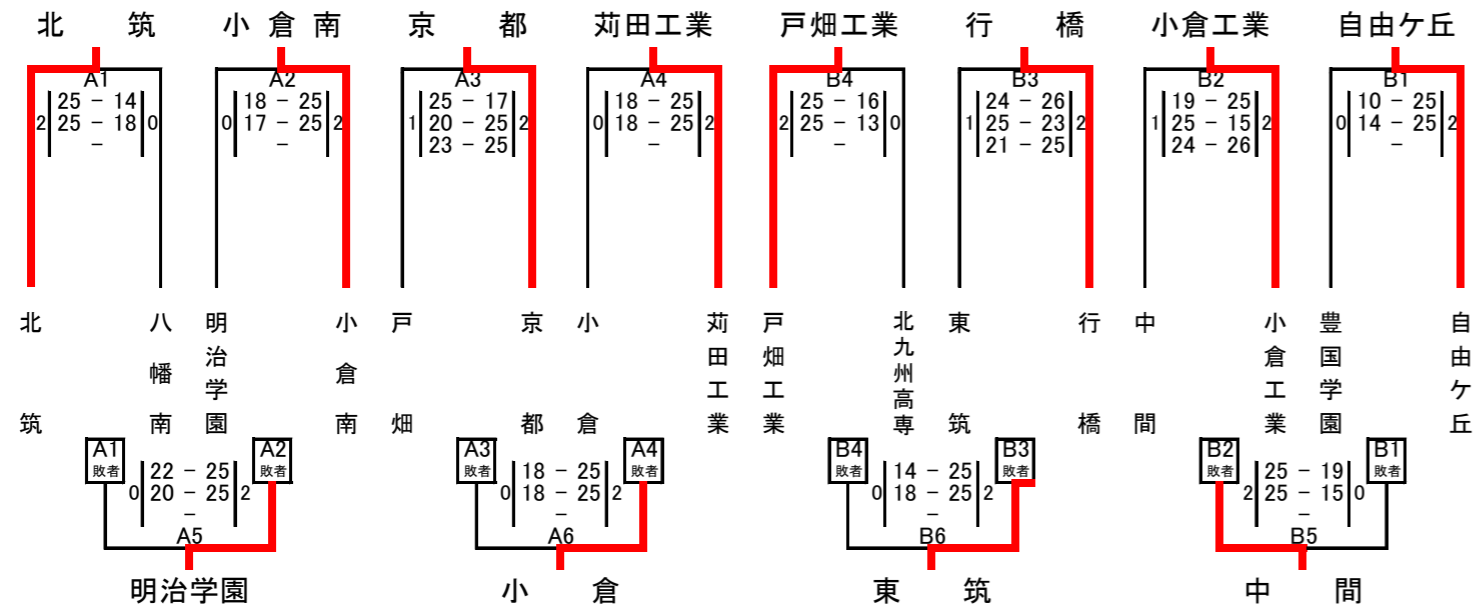 北筑 小倉南 京都 苅田工業 戸畑工業 行橋 小倉工業 自由ケ丘
A1 A2 A3 A4 B4 B3 B2 B1
25 - 14 18 - 25 25 - 17 18 - 25 25 - 16 24 - 26 19 - 25 10 - 25
2 25 - 18 0 0 17 - 25 2 1 20 - 25 2 0 18 - 25 2 2 25 - 13 0 1 25 - 23 2 1 25 - 15 2 0 14 - 25 2
- - 23 - 25 - - 21 - 25 24 - 26 -
北筑 八幡南 明治学園 小倉南 戸畑 京都 小倉 苅田工業 戸畑工業 北九州高専 東筑 行橋 中間 小倉工業 豊国学園 自由ケ丘
A1 A2 A3 A4 B4 B3 B2 B1
敗者 敗者 敗者 敗者 敗者 敗者 敗者 敗者
22 - 25 18 - 25 14 - 25 25 - 19
0 20 - 25 2 0 18 - 25 2 0 18 - 25 2 2 25 - 15 0
- - - -
A5 A6 B6 B5
明治学園 小倉 東筑 中間